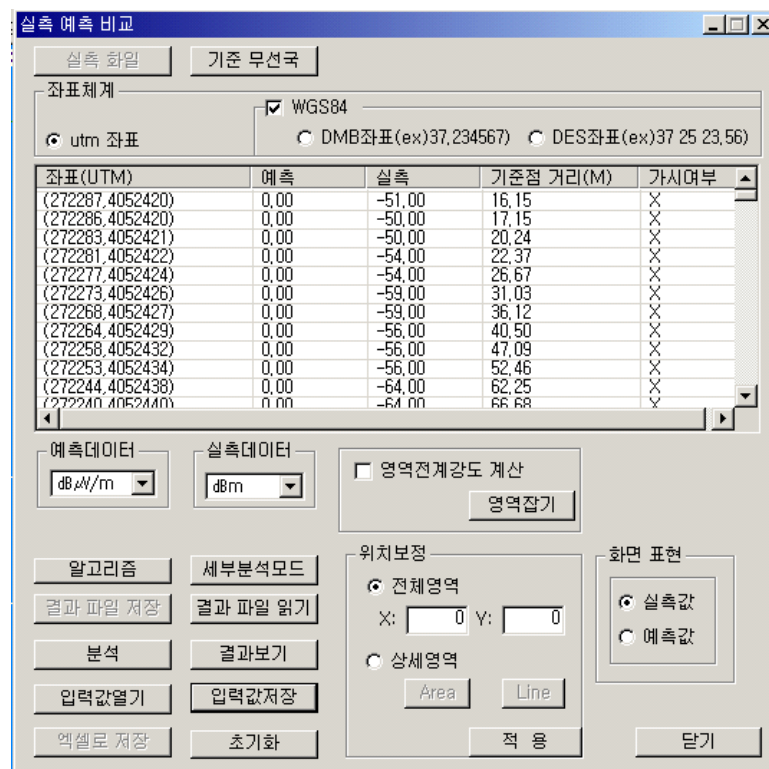 실측 예측 비교
실측 화일 기준 무선국
좌표체계
WGS84
utm 좌표 DMB좌표(ex)37,234567) DES좌표(ex)37 25 23,56)
좌표(UTM) 예측 실측 기준점 거리(M) 가시여부
(272287,4052420) 0,00 -51,00 16,15 X
(272286,4052420) 0,00 -50,00 17,15 X
(272283,4052421) 0,00 -50,00 20,24 X
(272281,4052422) 0,00 -54,00 22,37 X
(272277,4052424) 0,00 -54,00 26,67 X
(272273,4052426) 0,00 -59,00 31,03 X
(272268,4052427) 0,00 -59,00 36,12 X
(272264,4052429) 0,00 -56,00 40,50 X
(272258,4052432) 0,00 -56,00 47,09 X
(272253,4052434) 0,00 -56,00 52,46 X
(272244,4052438) 0,00 -64,00 62,25 X
(272240,4052440) 0,00 -64,00 66,68 X
예측데이터 실측데이터
dBμV/m dBm
영역전계강도 계산
영역잡기
위치보정 화면 표현
알고리즘 세부분석모드
전체영역
결과 파일 저장 결과 파일 읽기
실측값
X: 0 Y: 0
예측값
분석 결과보기
상세영역
입력값열기 입력값저장
Area Line
엑셀로 저장 초기화 적 용 닫기